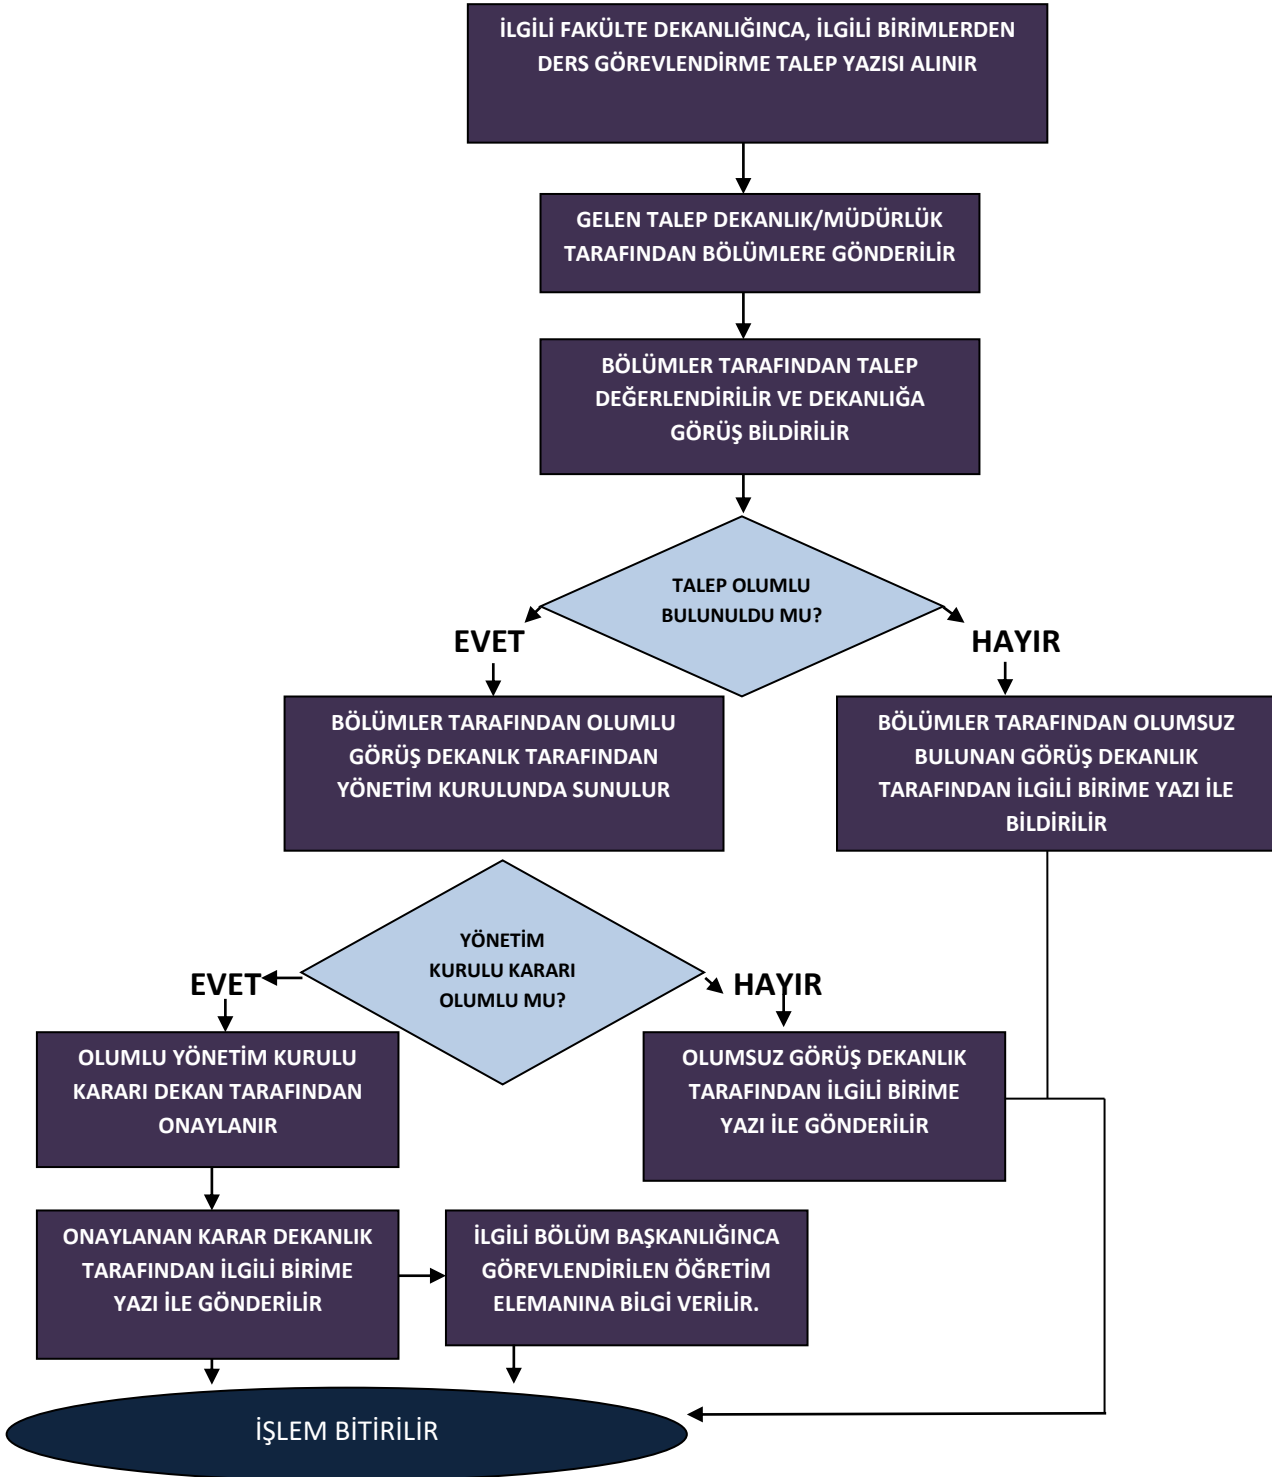 İLGİLİ FAKÜLTE DEKANLIĞINCA, İLGİLİ BİRİMLERDEN
DERS GÖREVLENDİRME TALEP YAZISI ALINIR
GELEN TALEP DEKANLIK/MÜDÜRLÜK
TARAFINDAN BÖLÜMLERE GÖNDERİLİR
BÖLÜMLER TARAFINDAN TALEP
DEĞERLENDİRİLİR VE DEKANLIĞA
GÖRÜŞ BİLDİRİLİR
TALEP OLUMLU
BULUNULDU MU?
EVET
HAYIR
BÖLÜMLER TARAFINDAN OLUMLU
GÖRÜŞ DEKANLK TARAFINDAN
YÖNETİM KURULUNDA SUNULUR
BÖLÜMLER TARAFINDAN OLUMSUZ
BULUNAN GÖRÜŞ DEKANLIK
TARAFINDAN İLGİLİ BİRİME YAZI İLE
BİLDİRİLİR
YÖNETİM
KURULU KARARI
OLUMLU MU?
EVET
HAYIR
OLUMLU YÖNETİM KURULU
KARARI DEKAN TARAFINDAN
ONAYLANIR
OLUMSUZ GÖRÜŞ DEKANLIK
TARAFINDAN İLGİLİ BİRİME
YAZI İLE GÖNDERİLİR
ONAYLANAN KARAR DEKANLIK
TARAFINDAN İLGİLİ BİRİME
YAZI İLE GÖNDERİLİR
İLGİLİ BÖLÜM BAŞKANLIĞINCA
GÖREVLENDİRİLEN ÖĞRETİM
ELEMANINA BİLGİ VERİLİR.
İŞLEM BİTİRİLİR